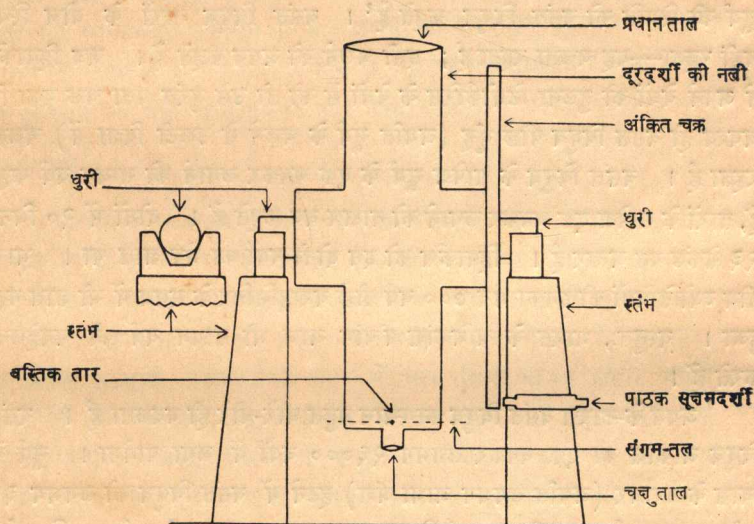 प्रधान ताल
दूरदर्शी की नली
अंकित चक्र
धुरी
धुरी
स्तंभ
स्तंभ
वस्तिक तार
पाठक सूक्ष्मदर्शी
संगम-तल
चक्षु ताल